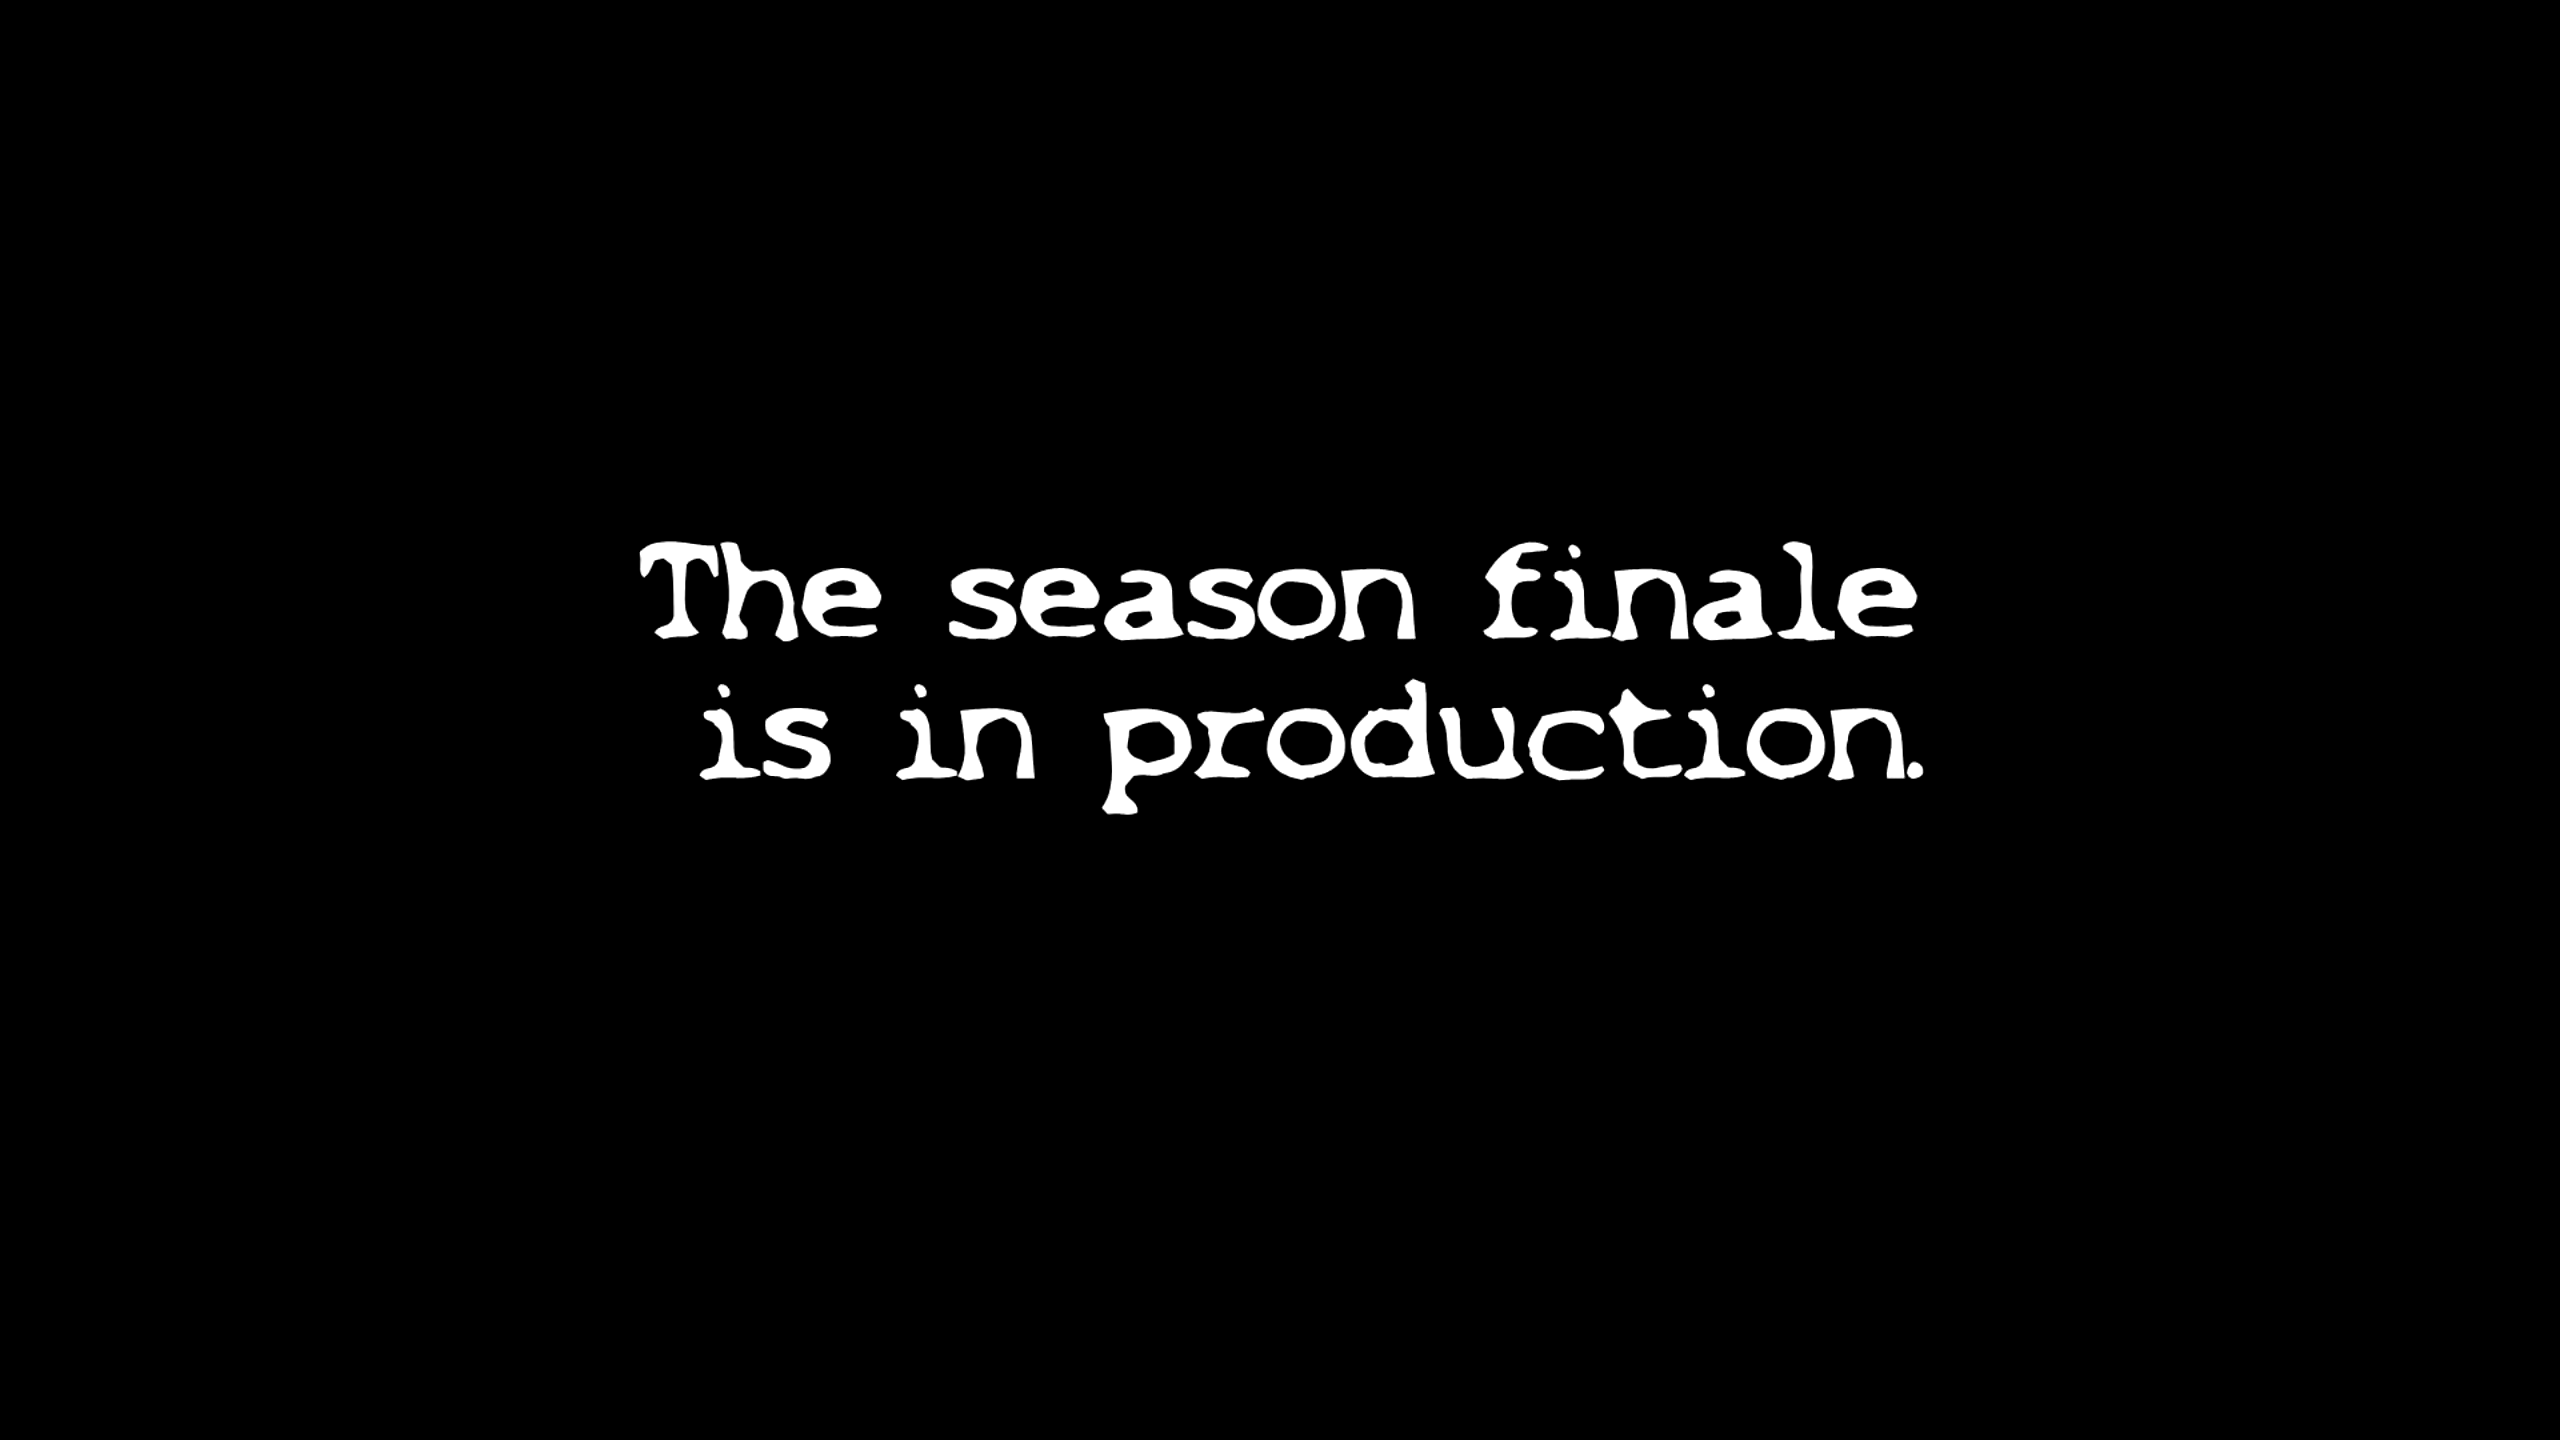 The season finale
is in production.